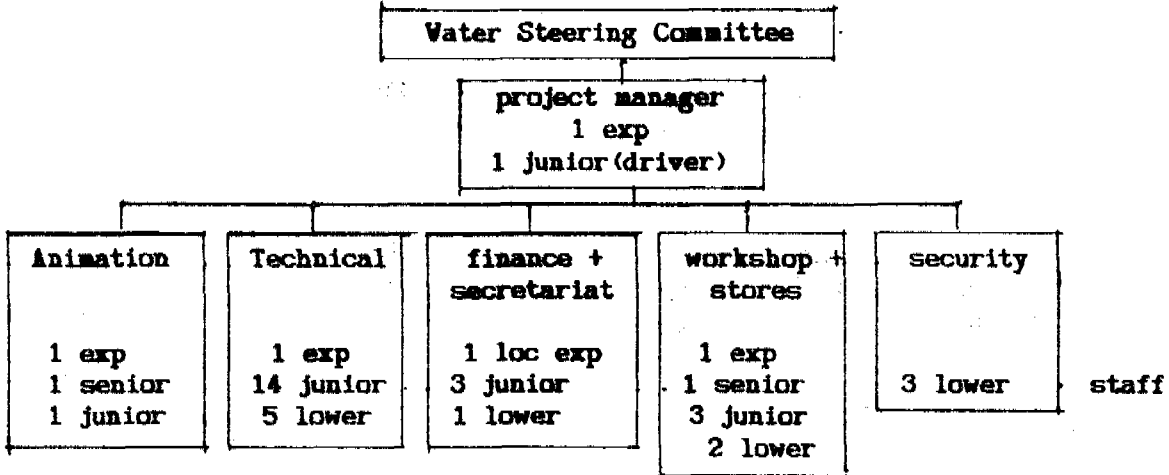 Water Steering Committee
project manager
1 exp
1 junior(driver)
Animation
1 exp
1 senior
1 junior
Technical
1 exp
14 junior
5 lower
finance +
secretariat
1 loc exp
3 junior
1 lower
workshop +
stores
1 exp
1 senior
3 junior
2 lower
security
3 lower
staff